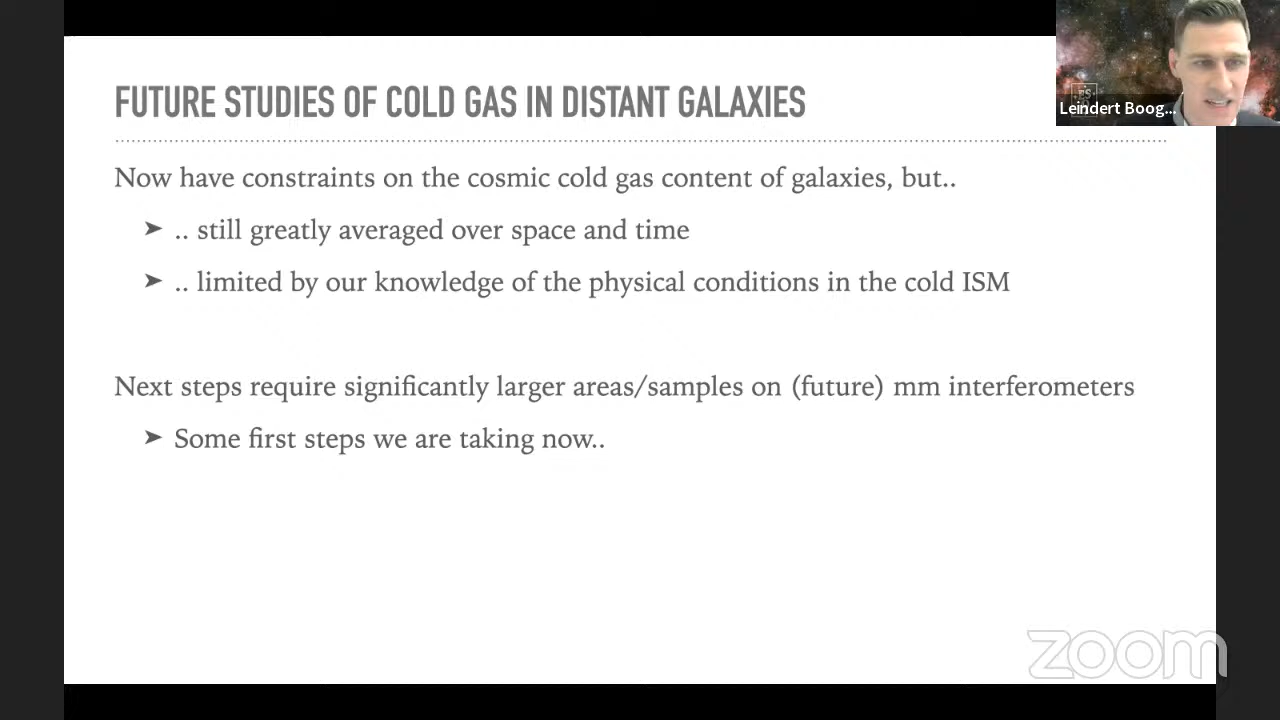 FUTURE STUDIES OF COLD GAS IN DISTANT GALAXIES
Leindert Boog...
Now have constraints on the cosmic cold gas content of galaxies, but..
➤ .. still greatly averaged over space and time
➤ .. limited by our knowledge of the physical conditions in the cold ISM
Next steps require significantly larger areas/samples on (future) mm interferometers
➤ Some first steps we are taking now..
zoom